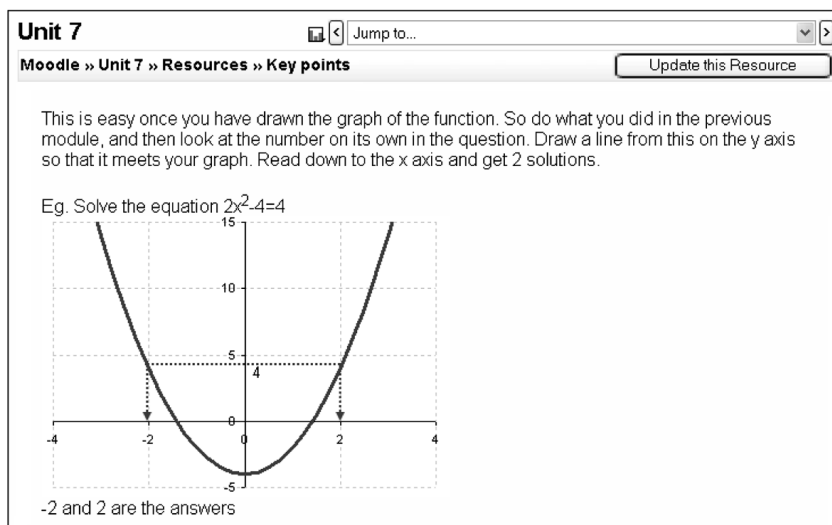 Unit 7
Jump to...
Moodle » Unit 7 » Resources » Key points
Update this Resource
This is easy once you have drawn the graph of the function. So do what you did in the previous
module, and then look at the number on its own in the question. Draw a line from this on the y axis
so that it meets your graph. Read down to the x axis and get 2 solutions.
Eg. Solve the equation 2x²-4=4
15
10
5
4
0
-4 -2 0 2 4
-5
-2 and 2 are the answers